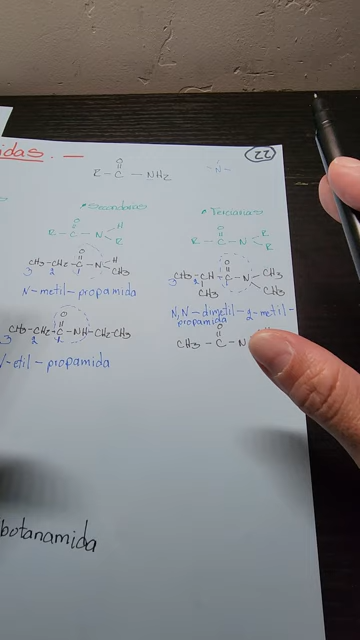 idas. -
22
O
R - C - NH2
- N -
• Secundarias
O H
R - C - N
R
O
CH3 - CH2 - C - N H
CH3
3 2 1
N-metil-propamida
O
CH3 - CH2 - C - NH - CH2 - CH3
3 2 1
N-etil-propamida
• Terciarias
O R
R - C - N
R
O
CH3 - CH - C - N CH3
CH3 CH3
3 2 1
N,N-dimetil-2-metil-
propamida
O
CH3 - C - N
botanamida